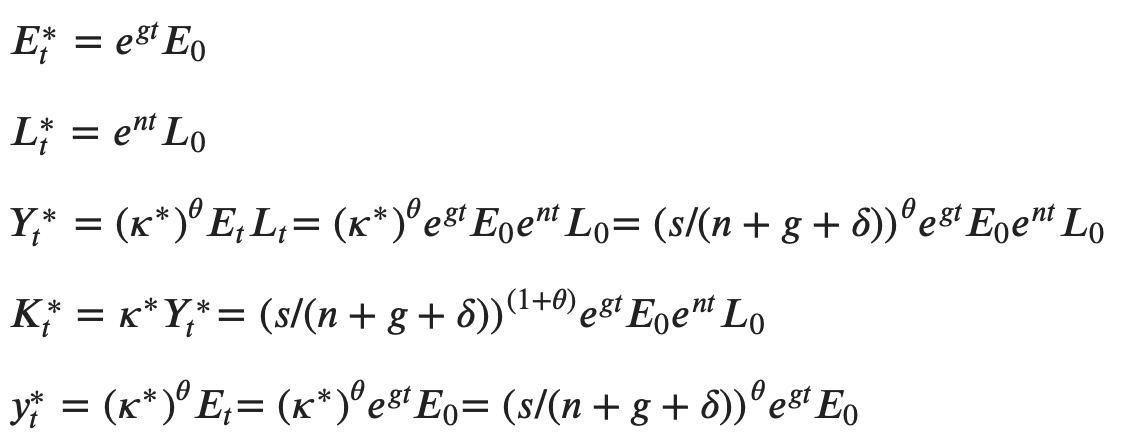 E_t^* = e^{gt} E_0
L_t^* = e^{nt} L_0
Y_t^* = (κ^*)^θ E_t L_t = (κ^*)^θ e^{gt} E_0 e^{nt} L_0 = (s/(n + g + δ))^θ e^{gt} E_0 e^{nt} L_0
K_t^* = κ^* Y_t^* = (s/(n + g + δ))^{(1+θ)} e^{gt} E_0 e^{nt} L_0
y_t^* = (κ^*)^θ E_t = (κ^*)^θ e^{gt} E_0 = (s/(n + g + δ))^θ e^{gt} E_0